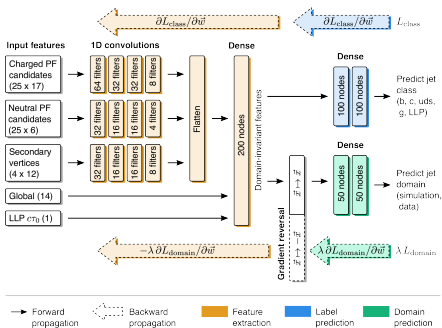 ∂L_class/∂w⃗
∂L_class/∂w⃗
L_class
Input features
1D convolutions
Dense
Dense
Charged PF
candidates
(25 x 17)
64 filters
32 filters
32 filters
8 filters
Neutral PF
candidates
(25 x 6)
32 filters
16 filters
16 filters
4 filters
Secondary
vertices
(4 x 12)
32 filters
16 filters
16 filters
8 filters
Flatten
200 nodes
Domain-invariant features
100 nodes
100 nodes
Predict jet
class
(b, c, uds,
g, LLP)
Dense
50 nodes
50 nodes
Predict jet
domain
(simulation,
data)
Global (14)
LLP cτ₀ (1)
Gradient reversal
−λ ∂L_domain/∂w⃗
λ ∂L_domain/∂w⃗
λ L_domain
Forward
propagation
Backward
propagation
Feature
extraction
Label
prediction
Domain
prediction